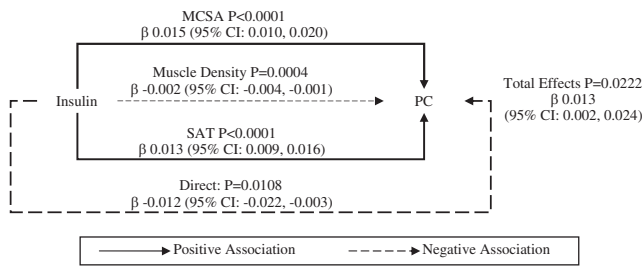 MCSA P<0.0001
β 0.015 (95% CI: 0.010, 0.020)
Muscle Density P=0.0004
β -0.002 (95% CI: -0.004, -0.001)
Insulin
PC
Total Effects P=0.0222
β 0.013
(95% CI: 0.002, 0.024)
SAT P<0.0001
β 0.013 (95% CI: 0.009, 0.016)
Direct: P=0.0108
β -0.012 (95% CI: -0.022, -0.003)
Positive Association
Negative Association